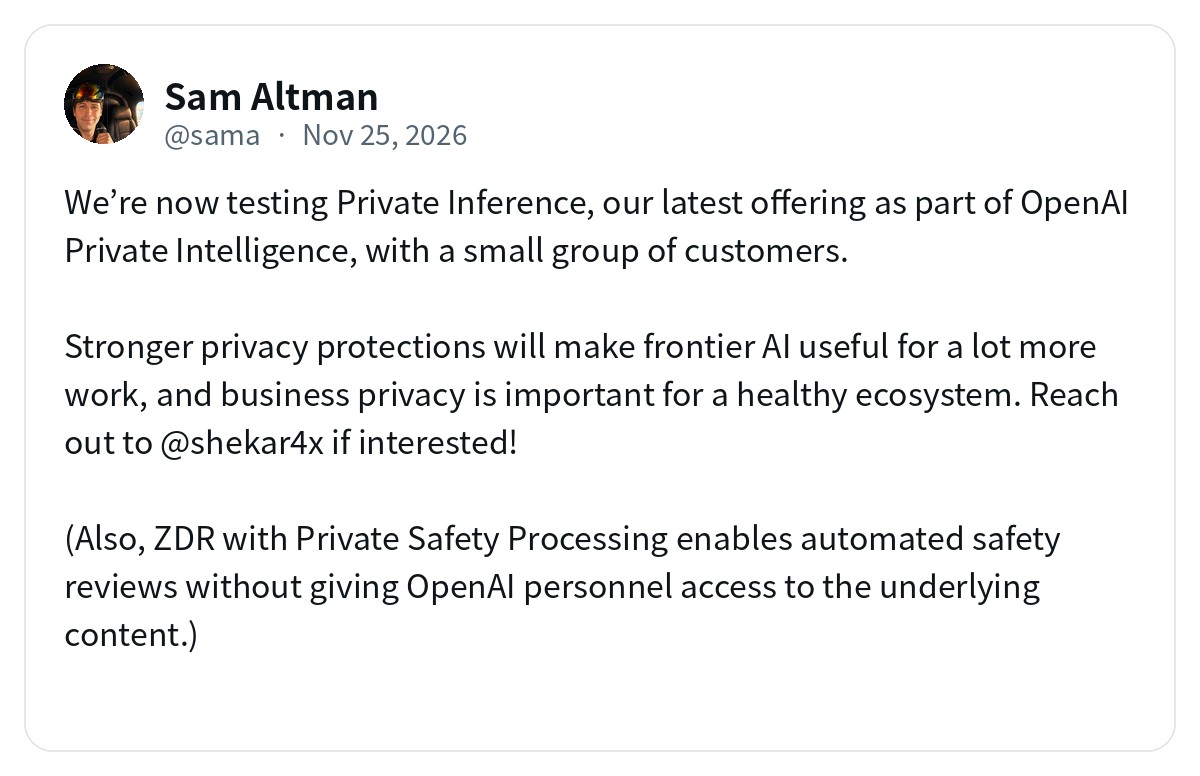 Sam Altman
@sama · Nov 25, 2026
We’re now testing Private Inference, our latest offering as part of OpenAI
Private Intelligence, with a small group of customers.
Stronger privacy protections will make frontier AI useful for a lot more
work, and business privacy is important for a healthy ecosystem. Reach
out to @shekar4x if interested!
(Also, ZDR with Private Safety Processing enables automated safety
reviews without giving OpenAI personnel access to the underlying
content.)